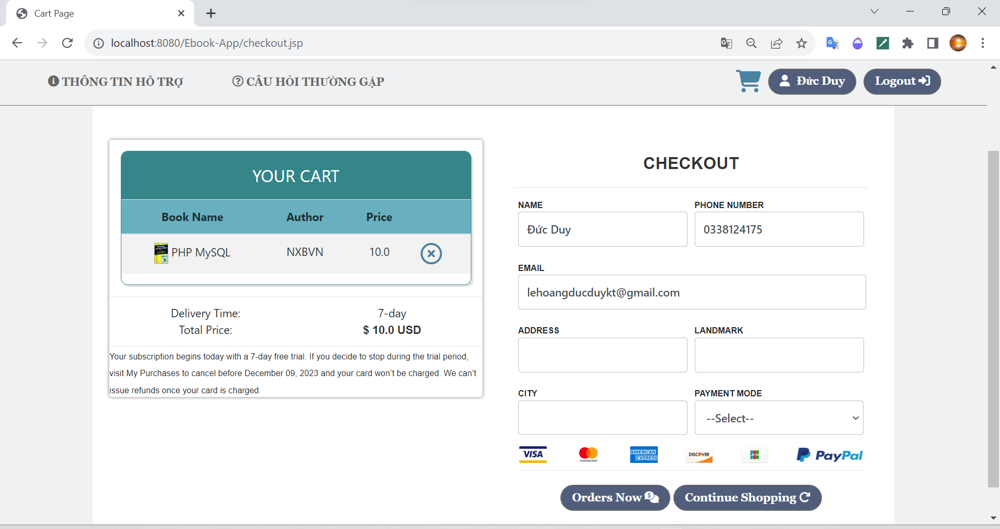 Cart Page
localhost:8080/Ebook-App/checkout.jsp
THÔNG TIN HỖ TRỢ
CÂU HỎI THƯỜNG GẶP
Đức Duy
Logout
YOUR CART
Book Name Author Price
PHP MySQL NXBVN 10.0
Delivery Time: 7-day
Total Price: $ 10.0 USD
Your subscription begins today with a 7-day free trial. If you decide to stop during the trial period,
visit My Purchases to cancel before December 09, 2023 and your card won’t be charged. We can’t
issue refunds once your card is charged.
CHECKOUT
NAME PHONE NUMBER
Đức Duy 0338124175
EMAIL
lehoangducduykt@gmail.com
ADDRESS LANDMARK
CITY PAYMENT MODE
--Select--
VISA
mastercard
AMERICAN
EXPRESS
DISCOVER
JCB
PayPal
Orders Now
Continue Shopping